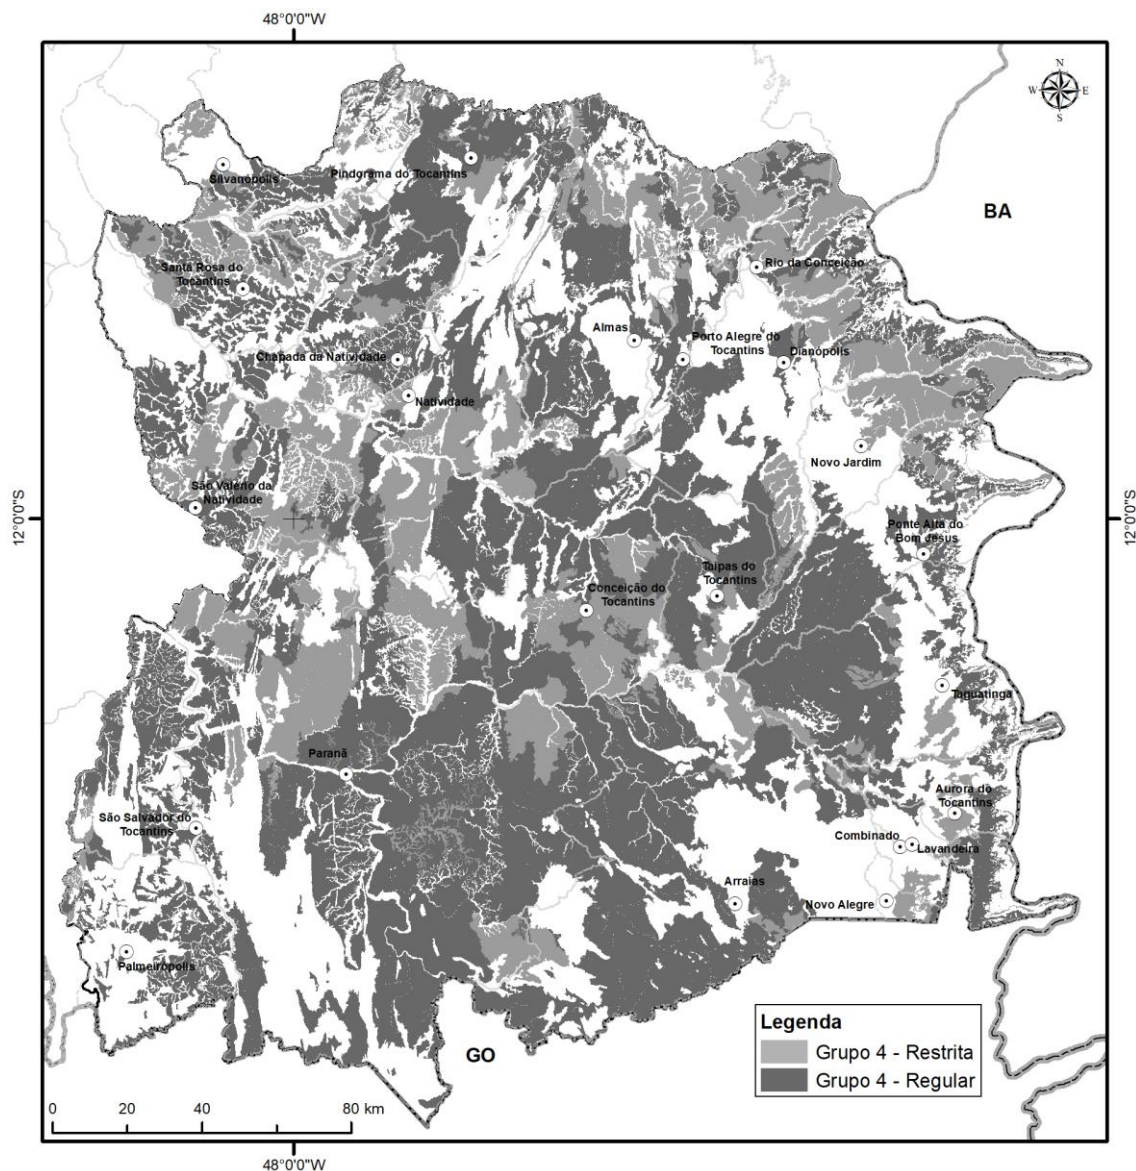 48°0'0"W
N
W
E
S
BA
Silvanópolis
Pindorama do Tocantins
Santa Rosa do
Tocantins
Rio da Conceição
Almas
Porto Alegre do
Tocantins
Dianópolis
Chapada da Natividade
Natividade
Novo Jardim
São Valério da
Natividade
12°0'0"S
12°0'0"S
Ponte Alta do
Bom Jesus
Taipas do
Tocantins
Conceição do
Tocantins
Taguatinga
Paranã
Aurora do
Tocantins
São Salvador do
Tocantins
Combinado
Lavandeira
Arraias
Novo Alegre
Palmeirópolis
GO
Legenda
Grupo 4 - Restrita
Grupo 4 - Regular
0 20 40 80 km
48°0'0"W